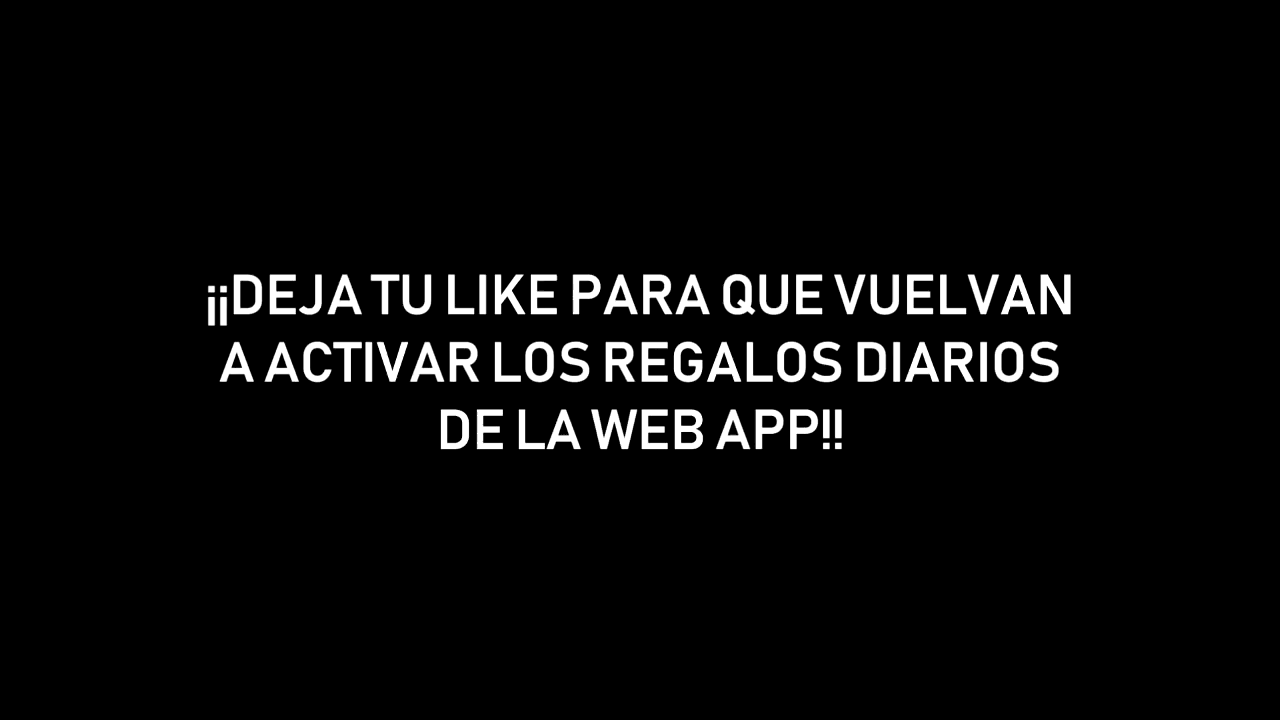 ¡¡DEJA TU LIKE PARA QUE VUELVAN
A ACTIVAR LOS REGALOS DIARIOS
DE LA WEB APP!!